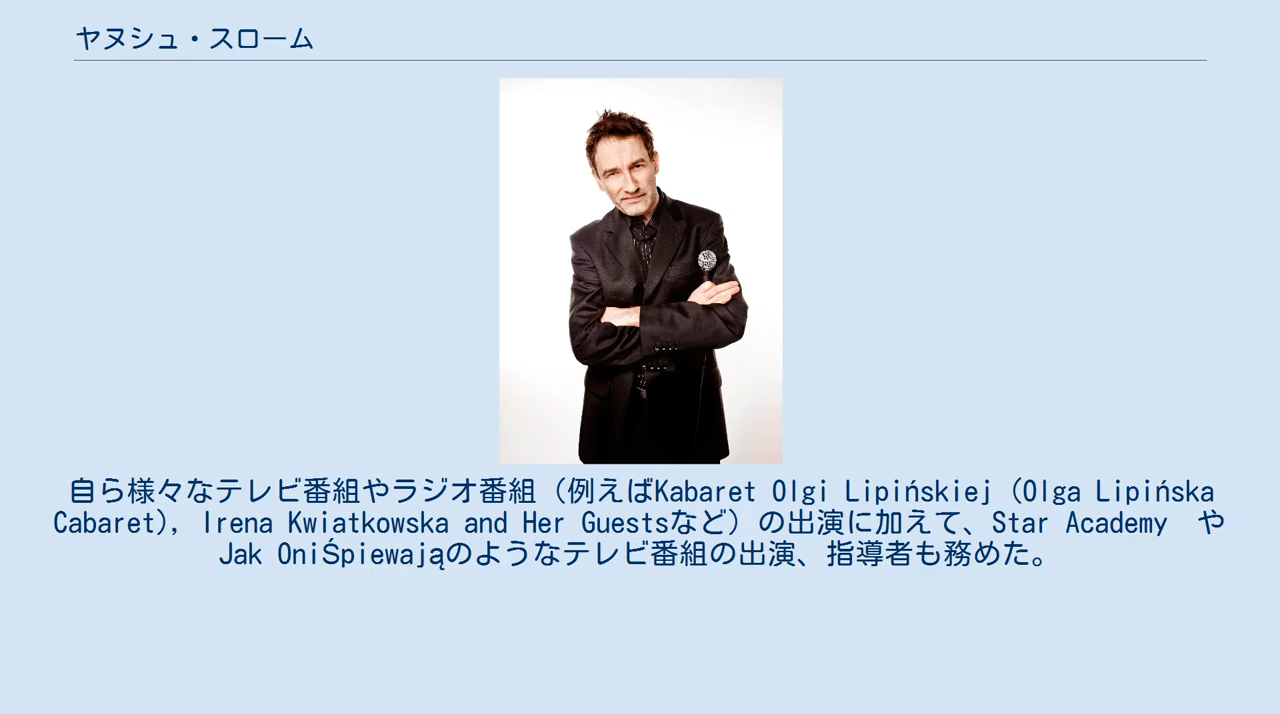 ヤヌシュ・スローム
自ら様々なテレビ番組やラジオ番組（例えばKabaret Olgi Lipińskiej (Olga Lipińska
Cabaret), Irena Kwiatkowska and Her Guestsなど）の出演に加えて、Star Academy　や
Jak OniŚpiewająのようなテレビ番組の出演、指導者も務めた。